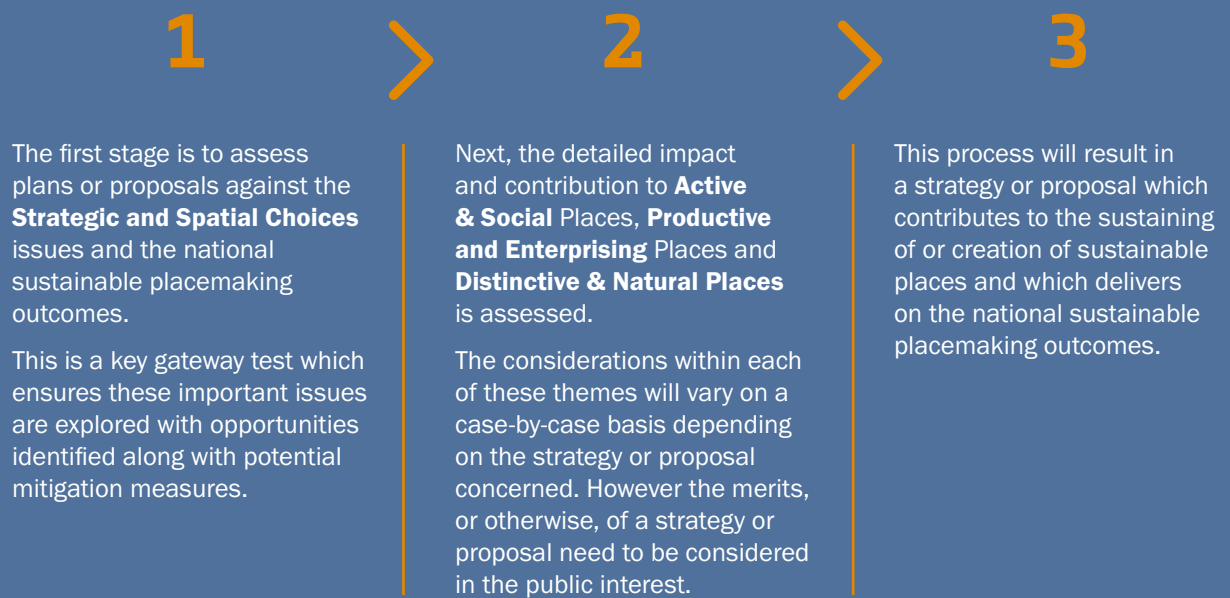 1
The first stage is to assess
plans or proposals against the
Strategic and Spatial Choices
issues and the national
sustainable placemaking
outcomes.
This is a key gateway test which
ensures these important issues
are explored with opportunities
identified along with potential
mitigation measures.
2
Next, the detailed impact
and contribution to Active
& Social Places, Productive
and Enterprising Places and
Distinctive & Natural Places
is assessed.
The considerations within each
of these themes will vary on a
case-by-case basis depending
on the strategy or proposal
concerned. However the merits,
or otherwise, of a strategy or
proposal need to be considered
in the public interest.
3
This process will result in
a strategy or proposal which
contributes to the sustaining
of or creation of sustainable
places and which delivers
on the national sustainable
placemaking outcomes.